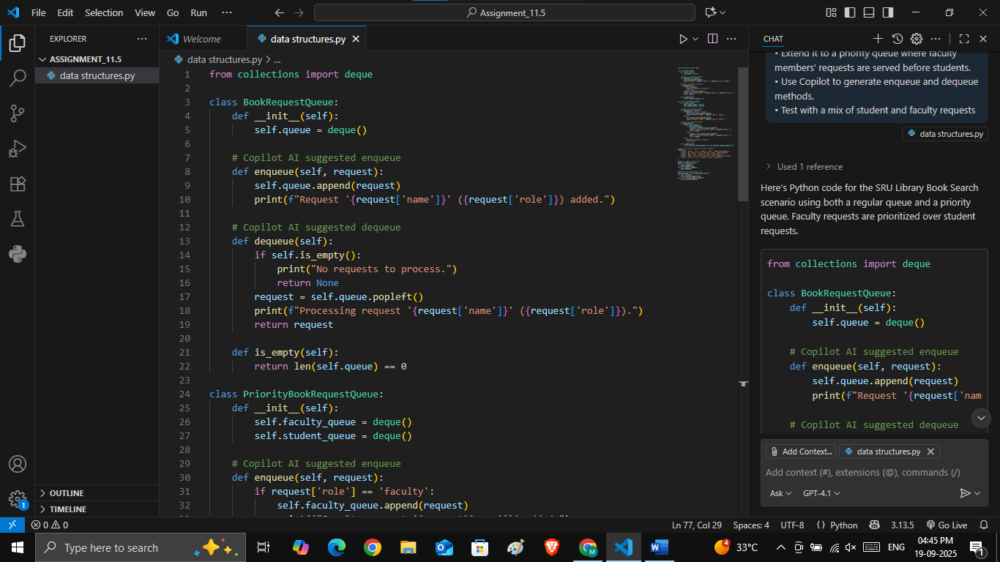 File Edit Selection View Go Run ··· Assignment_11.5
EXPLORER ···
ASSIGNMENT_11.5
data structures.py
OUTLINE
TIMELINE
1
Welcome
data structures.py
data structures.py > ...
1 from collections import deque
2
3 class BookRequestQueue:
4     def __init__(self):
5         self.queue = deque()
6
7     # Copilot AI suggested enqueue
8     def enqueue(self, request):
9         self.queue.append(request)
10         print(f"Request '{request['name']}' ({request['role']}) added.")
11
12     # Copilot AI suggested dequeue
13     def dequeue(self):
14         if self.is_empty():
15             print("No requests to process.")
16             return None
17         request = self.queue.popleft()
18         print(f"Processing request '{request['name']}' ({request['role']}).")
19         return request
20
21     def is_empty(self):
22         return len(self.queue) == 0
23
24 class PriorityBookRequestQueue:
25     def __init__(self):
26         self.faculty_queue = deque()
27         self.student_queue = deque()
28
29     # Copilot AI suggested enqueue
30     def enqueue(self, request):
31         if request['role'] == 'faculty':
32             self.faculty_queue.append(request)
CHAT
• Extend it to a priority queue where faculty
members' requests are served before students.
• Use Copilot to generate enqueue and dequeue
methods.
• Test with a mix of student and faculty requests
data structures.py
Used 1 reference
Here's Python code for the SRU Library Book Search
scenario using both a regular queue and a priority
queue. Faculty requests are prioritized over student
requests.
from collections import deque
class BookRequestQueue:
    def __init__(self):
        self.queue = deque()
    # Copilot AI suggested enqueue
    def enqueue(self, request):
        self.queue.append(request)
        print(f"Request '{request['nam
    # Copilot AI suggested dequeue
Add Context... data structures.py
Add context (#), extensions (@), commands (/)
Ask GPT-4.1
0 0 Ln 77, Col 29 Spaces: 4 UTF-8 {} Python 3.13.5 Go Live
Type here to search 4 33°C ENG 04:45 PM
19-09-2025 1